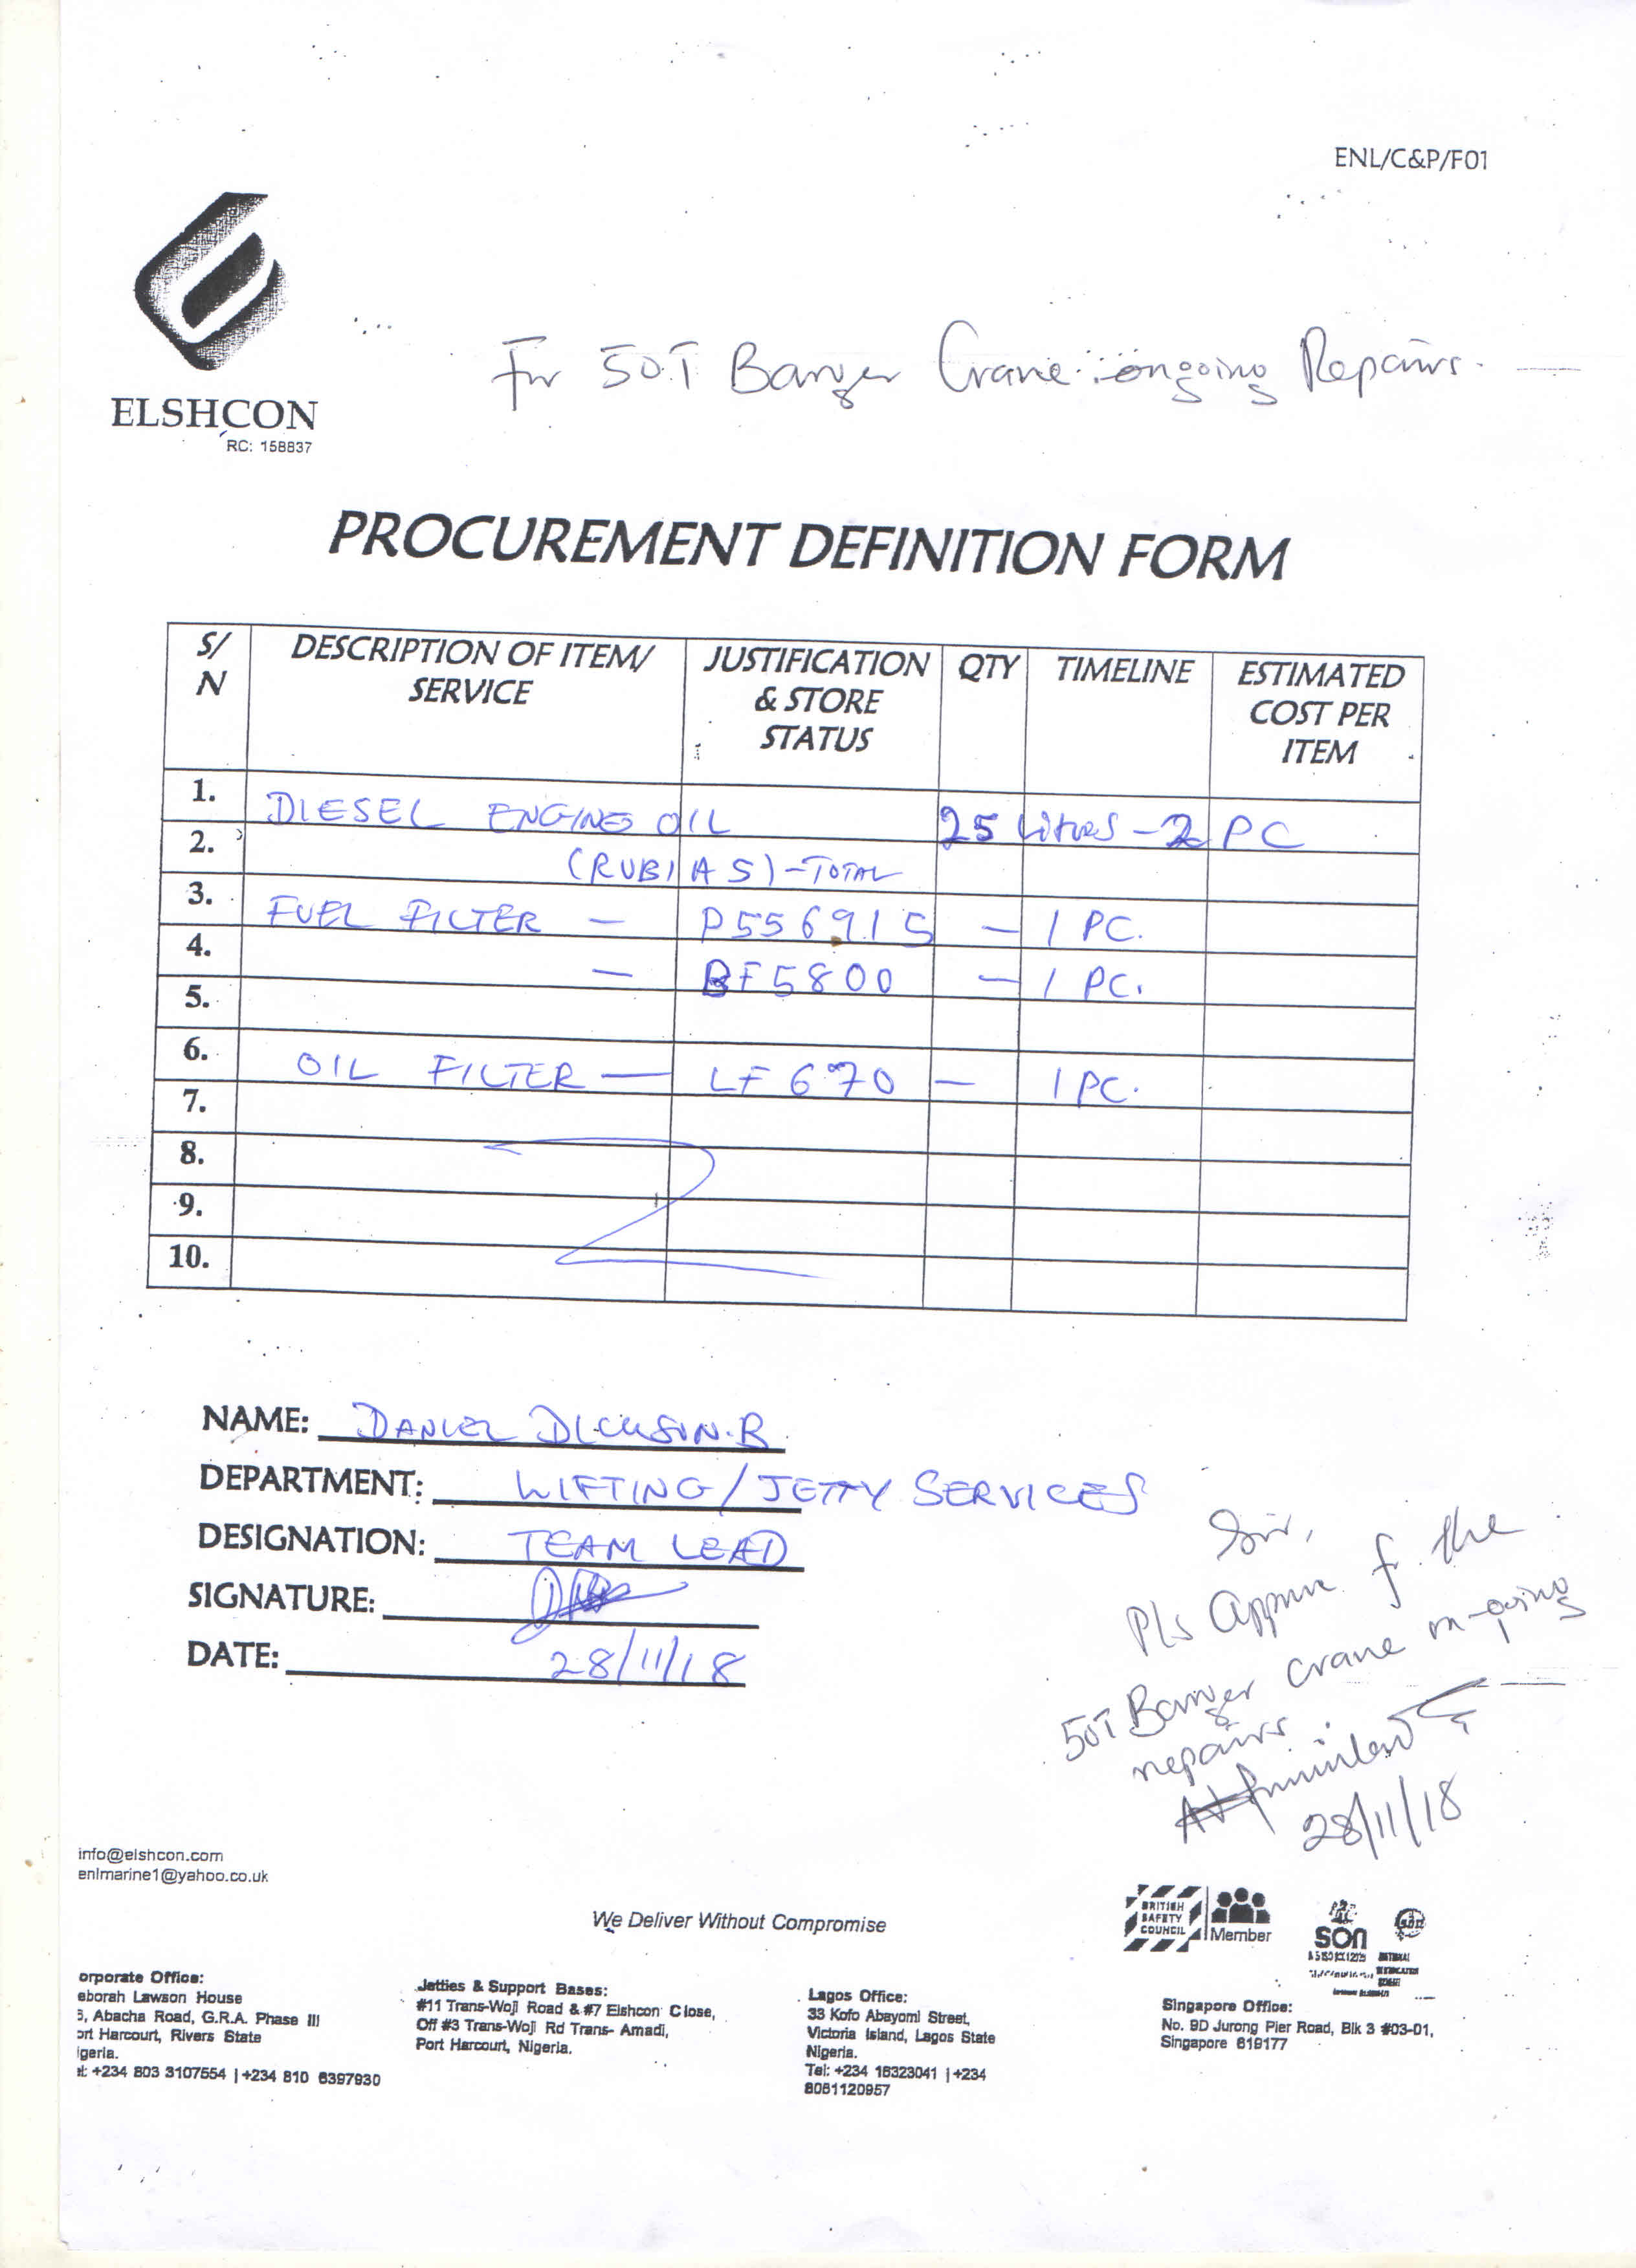 ENL/C&P/F01
ELSHCON
RC: 158837
For 50T Banger Crane ongoing Repairs.
PROCUREMENT DEFINITION FORM
S/N DESCRIPTION OF ITEM/ SERVICE JUSTIFICATION & STORE STATUS QTY TIMELINE ESTIMATED COST PER ITEM
1. DIESEL ENGINE OIL 25 Litres - 2 PC
2. (RUBIA S) - TOTAL
3. FUEL FILTER - P556915 - 1 PC.
4. - BF5800 - 1 PC.
5.
6. OIL FILTER - LF670 - 1 PC.
7.
8.
9.
10.
NAME: DANIEL DICKSON.B
DEPARTMENT: LIFTING/JETTY SERVICES
DESIGNATION: TEAM LEAD
SIGNATURE:
DATE: 28/11/18
Sir,
Pls Approve for the
50T Banger crane on-going
repairs.
28/11/18
info@elshcon.com
enlmarine1@yahoo.co.uk
We Deliver Without Compromise
BRITISH SAFETY COUNCIL Member
SON
orporate Office:
eborah Lawson House
, Abacha Road, G.R.A. Phase III
ort Harcourt, Rivers State
igeria.
+234 803 3107554 | +234 810 6397930
Jetties & Support Bases:
#11 Trans-Woji Road & #7 Elshcon Close,
Off #3 Trans-Woji Rd Trans- Amadi,
Port Harcourt, Nigeria.
Lagos Office:
33 Kofo Abayomi Street,
Victoria Island, Lagos State
Nigeria.
Tel: +234 16323041 | +234
8081120957
Singapore Office:
No. 9D Jurong Pier Road, Blk 3 #03-01,
Singapore 619177